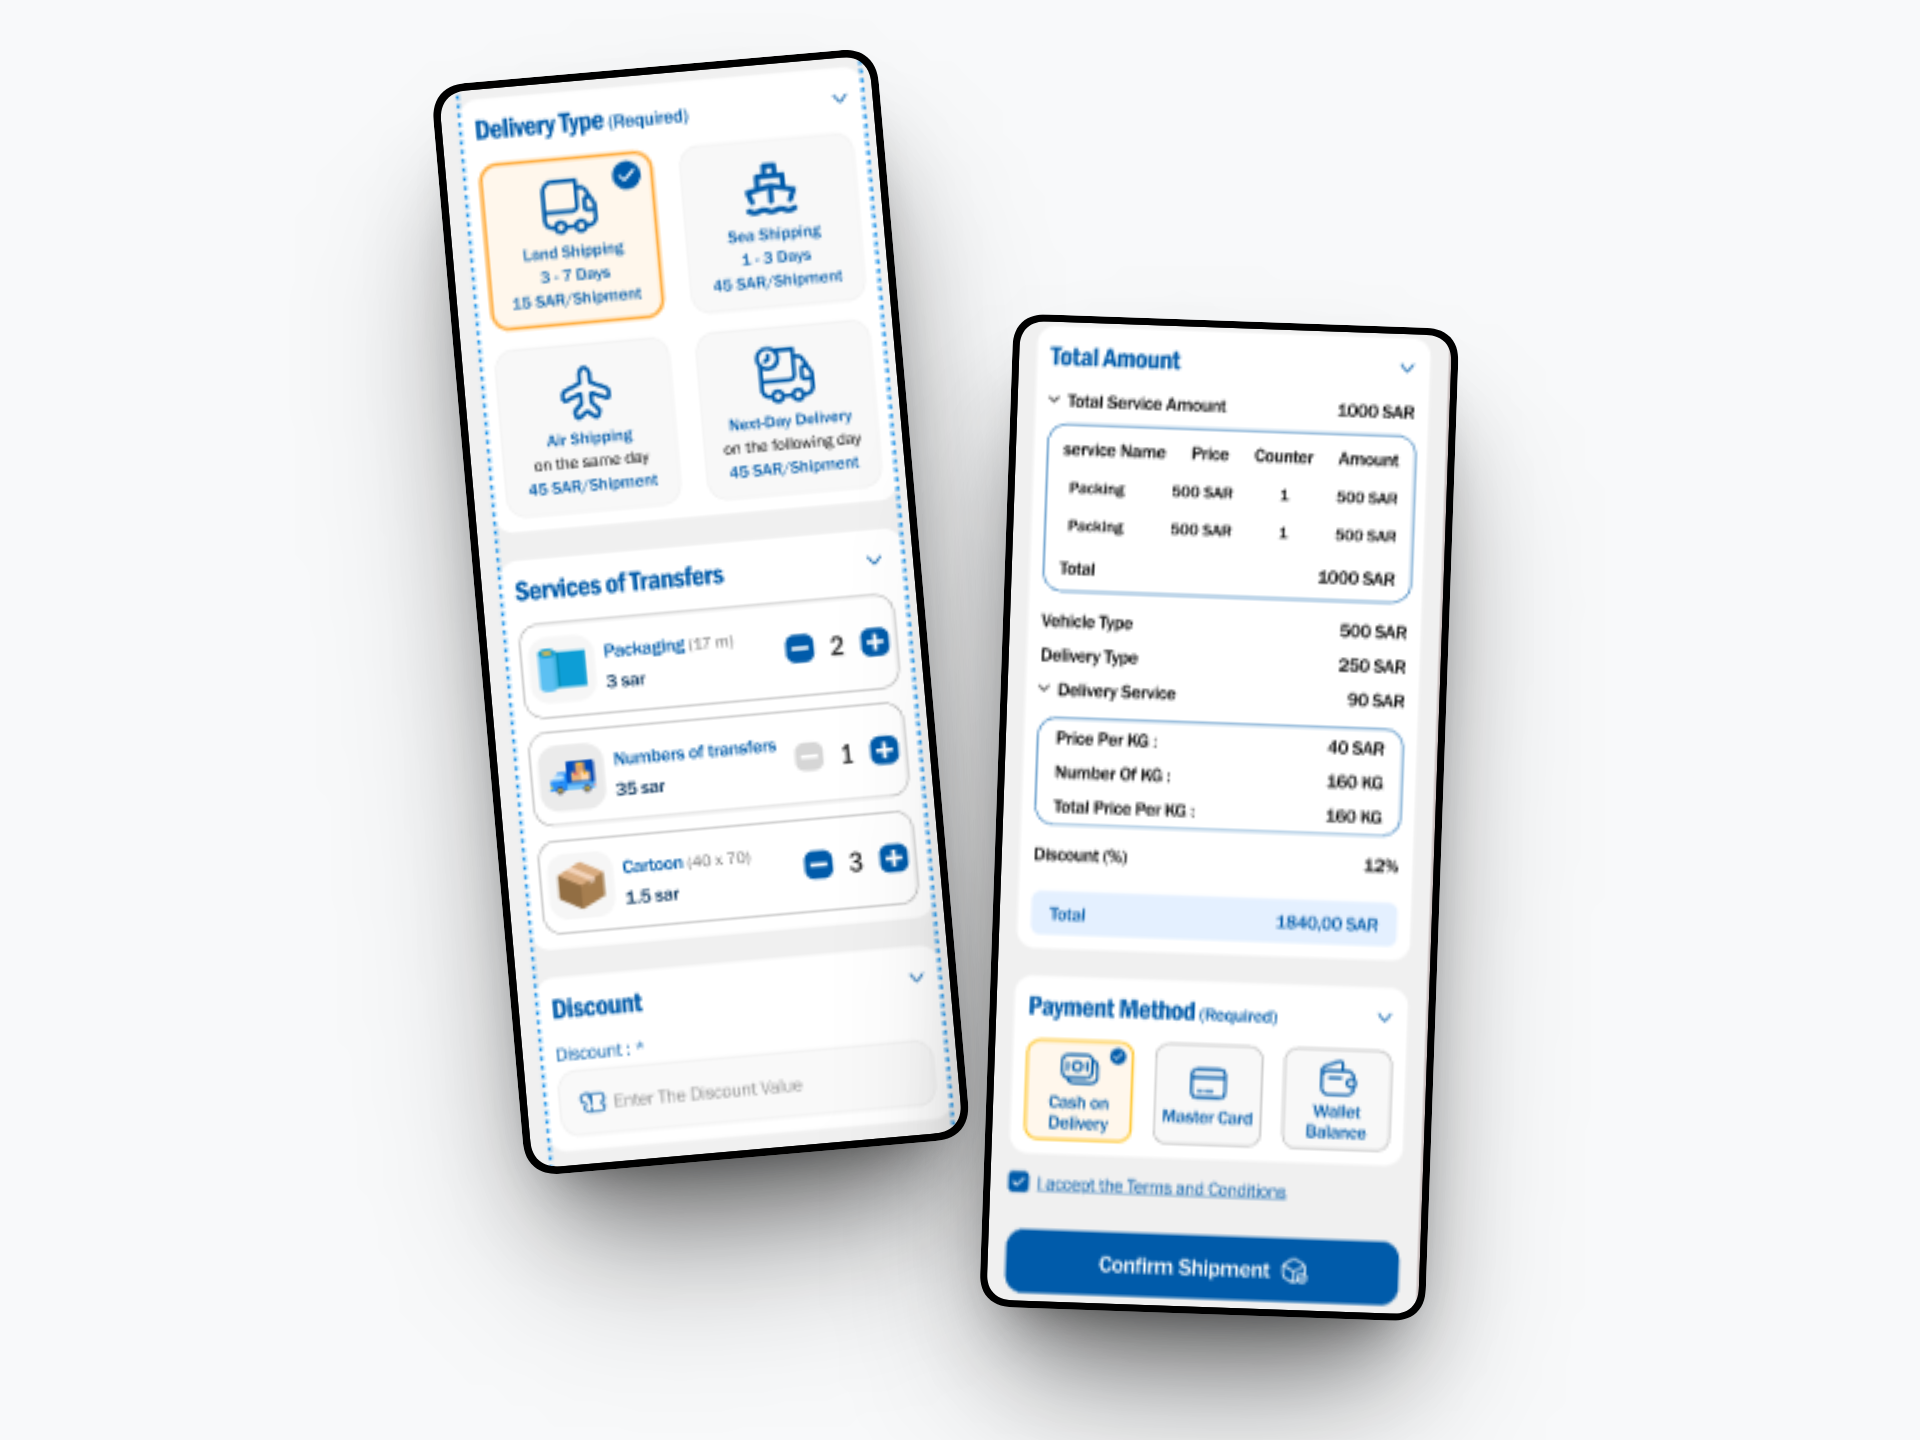 Delivery Type (Required)
Land Shipping
3 - 7 Days
15 SAR/Shipment
Sea Shipping
1 - 3 Days
45 SAR/Shipment
Air Shipping
on the same day
45 SAR/Shipment
Next-Day Delivery
on the following day
45 SAR/Shipment
Services of Transfers
Packaging (17 m)
3 sar
2
Numbers of transfers
35 sar
1
Cartoon (40 x 70)
1.5 sar
3
Discount
Discount : *
Enter The Discount Value
Total Amount
Total Service Amount 1000 SAR
service Name Price Counter Amount
Packing 500 SAR 1 500 SAR
Packing 500 SAR 1 500 SAR
Total 1000 SAR
Vehicle Type 500 SAR
Delivery Type 250 SAR
Delivery Service 90 SAR
Price Per KG : 40 SAR
Number Of KG : 160 KG
Total Price Per KG : 160 KG
Discount (%) 12%
Total 1840,00 SAR
Payment Method (Required)
Cash on
Delivery
Master Card
Wallet
Balance
I accept the Terms and Conditions
Confirm Shipment